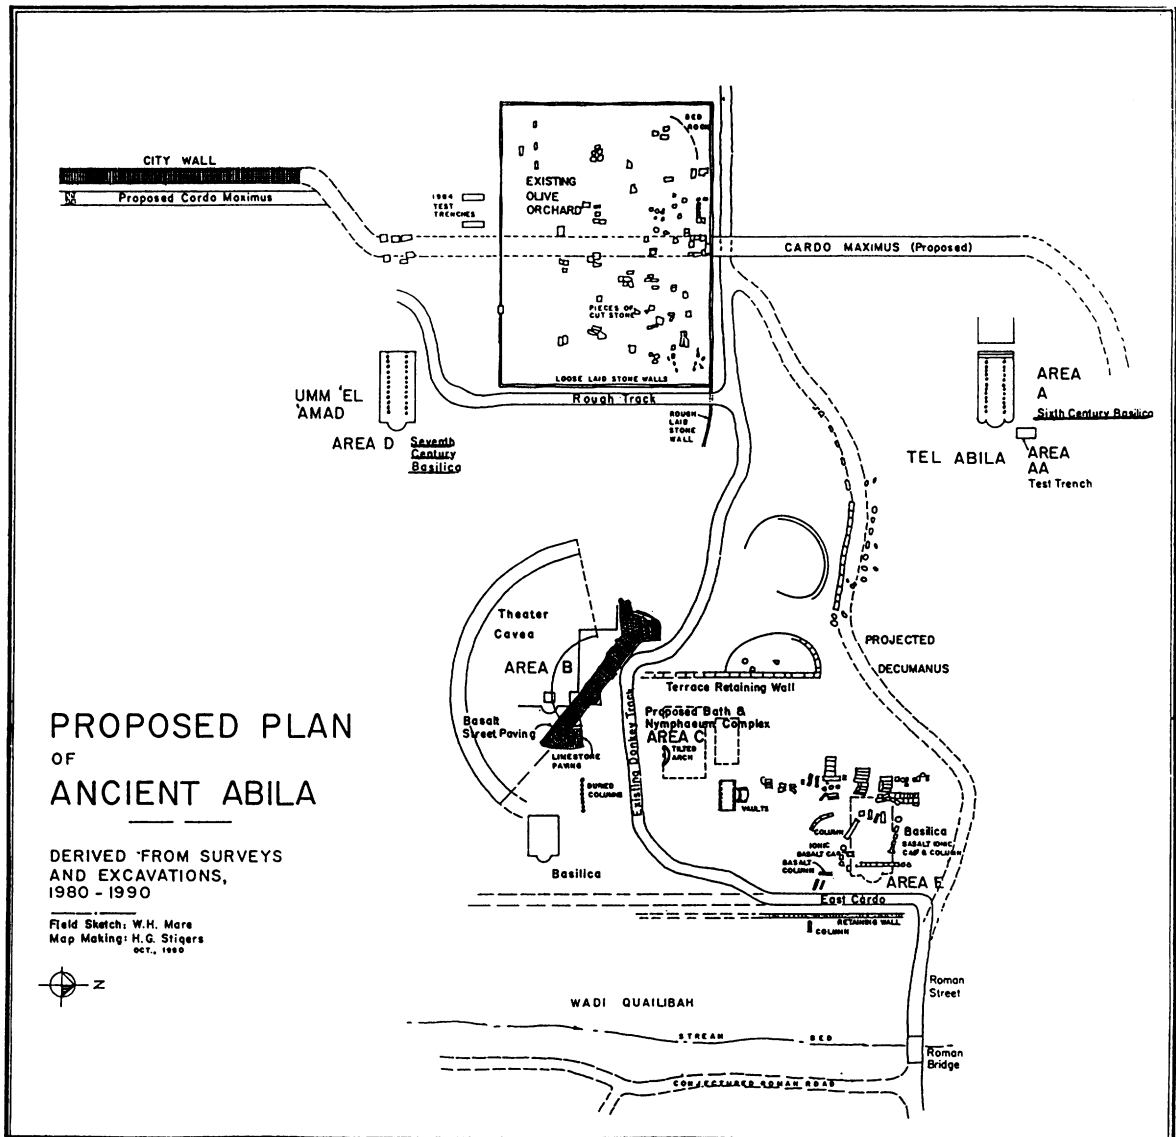 CITY WALL
Proposed Cardo Maximus
1984
TEST
TRENCHES
BED
ROCK
EXISTING
OLIVE
ORCHARD
CARDO MAXIMUS (Proposed)
PIECES OF
CUT STONE
LOOSE LAID STONE WALLS
Rough Track
ROUGH
LAID
STONE
WALL
UMM 'EL
'AMAD
AREA D
Seventh
Century
Basilica
AREA
A
Sixth Century Basilica
TEL ABILA
AREA
AA
Test Trench
Theater
Cavea
AREA B
Basalt
Street Paving
LIMESTONE
PAVING
BURIED
COLUMNS
Existing Donkey Track
Basilica
PROJECTED
DECUMANUS
Terrace Retaining Wall
Proposed Bath &
Nymphaeum Complex
AREA C
TILTED
ARCH
VAULTS
COLUMN
IONIC
BASALT CAP
BASALT
COLUMN
Basilica
BASALT IONIC
CAP & COLUMN
AREA E
East Cardo
RETAINING WALL
COLUMN
PROPOSED PLAN
OF
ANCIENT ABILA
DERIVED FROM SURVEYS
AND EXCAVATIONS,
1980 - 1990
Field Sketch: W.H. Mare
Map Making: H.G. Stigers
OCT., 1990
N
Roman
Street
WADI QUAILIBAH
STREAM BED
Roman
Bridge
CONJECTURED ROMAN ROAD